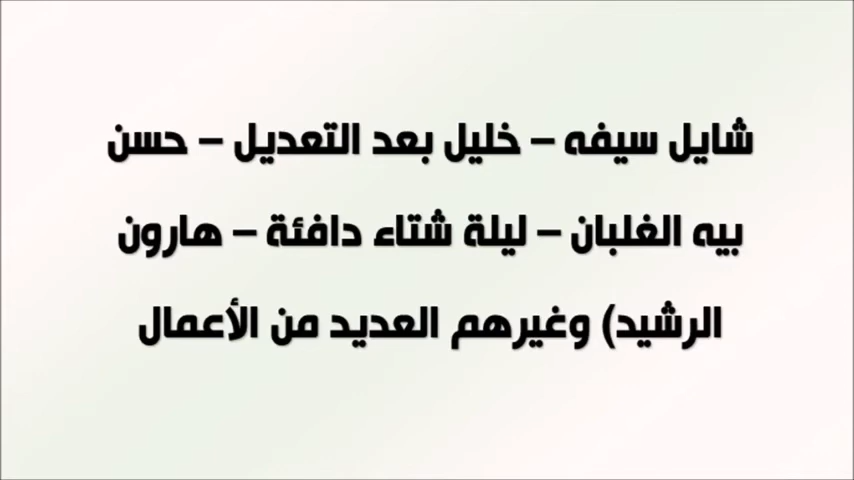 شايل سيفه – خليل بعد التعديل – حسن
بيه الغلبان – ليلة شتاء دافئة – هارون
الرشيد) وغيرهم العديد من الأعمال